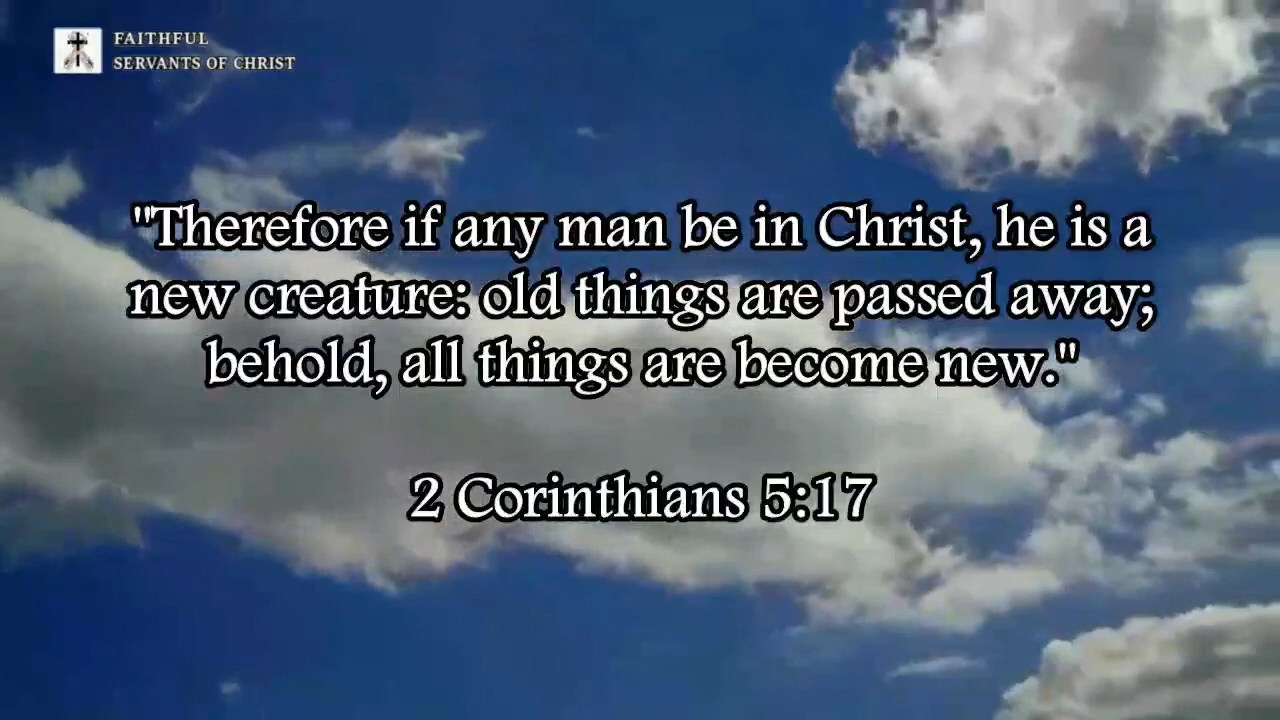 FAITHFUL
SERVANTS OF CHRIST
"Therefore if any man be in Christ, he is a
new creature: old things are passed away;
behold, all things are become new."
2 Corinthians 5:17